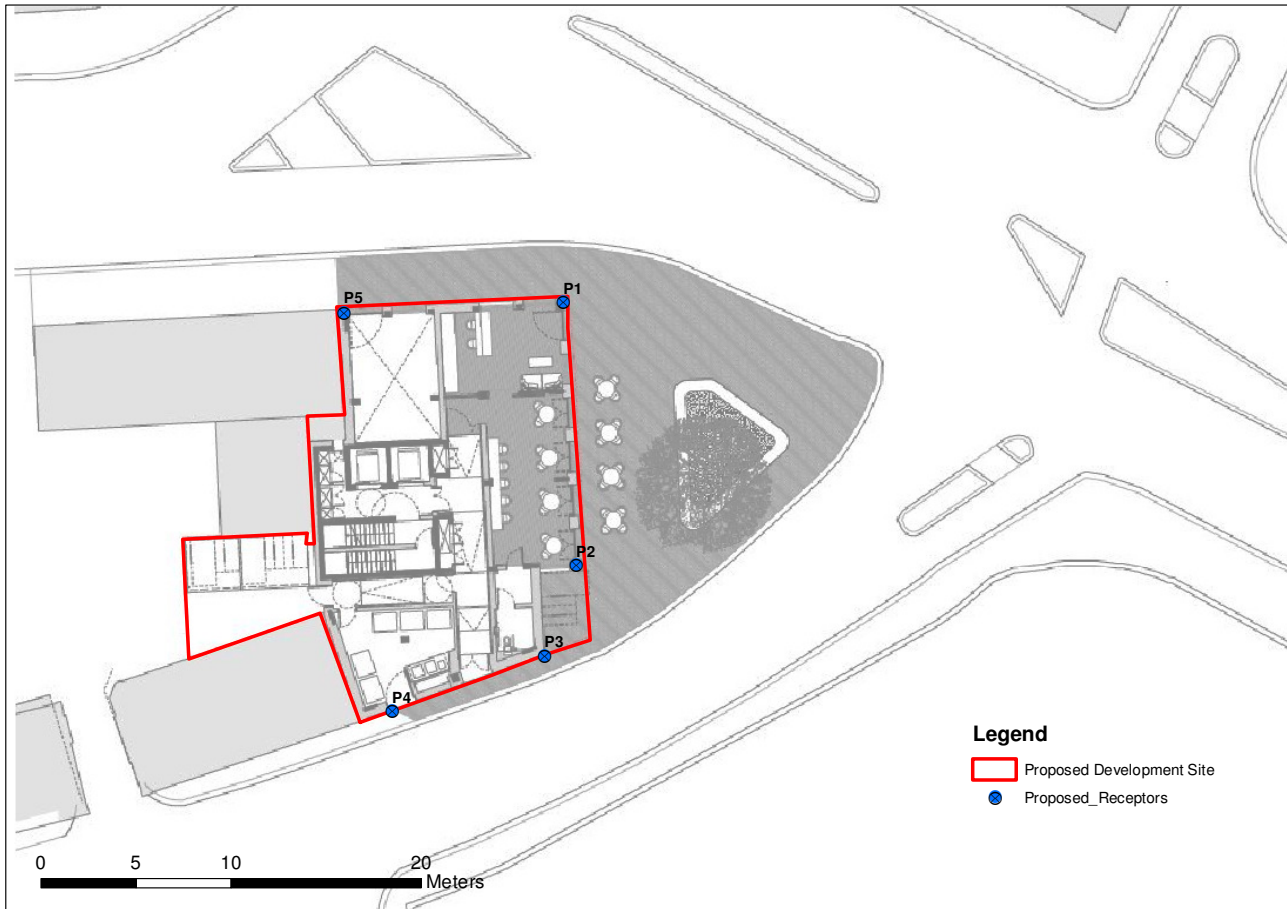 P5
P1
P2
P3
P4
Legend
Proposed Development Site
Proposed_Receptors
0 5 10 20
Meters